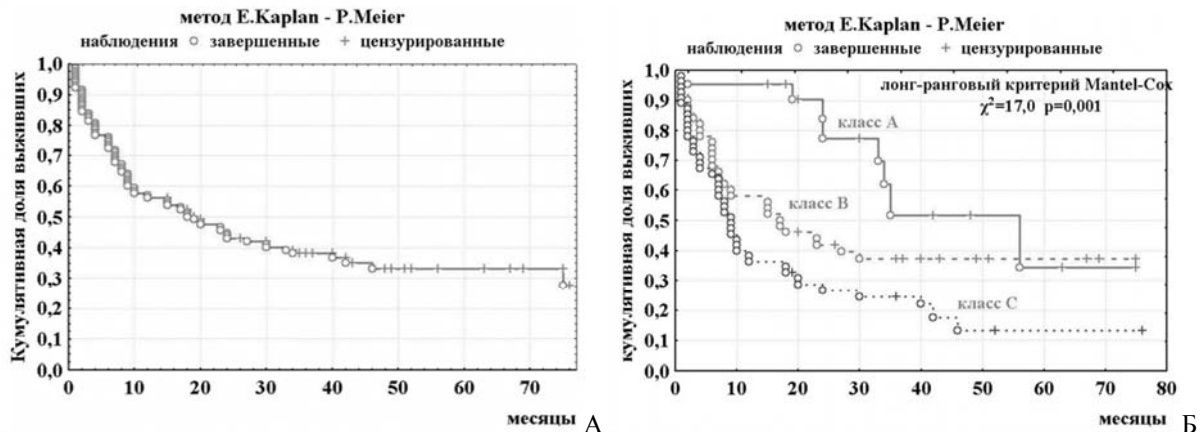 метод E.Kaplan - P.Meier
наблюдения завершенные цензурированные
Кумулятивная доля выживших
1,0
0,9
0,8
0,7
0,6
0,5
0,4
0,3
0,2
0,1
0,0
0 10 20 30 40 50 60 70
месяцы
А
метод E.Kaplan - P.Meier
наблюдения завершенные цензурированные
кумулятивная доля выживших
1,0
0,9
0,8
0,7
0,6
0,5
0,4
0,3
0,2
0,1
0,0
лонг-ранговый критерий Mantel-Cox
χ²=17,0 p=0,001
класс А
класс В
класс С
0 10 20 30 40 50 60 70 80
месяцы
Б